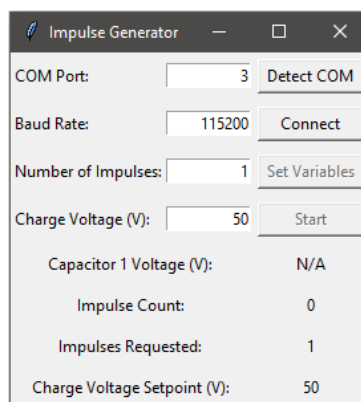 Impulse Generator
COM Port: 3 Detect COM
Baud Rate: 115200 Connect
Number of Impulses: 1 Set Variables
Charge Voltage (V): 50 Start
Capacitor 1 Voltage (V): N/A
Impulse Count: 0
Impulses Requested: 1
Charge Voltage Setpoint (V): 50